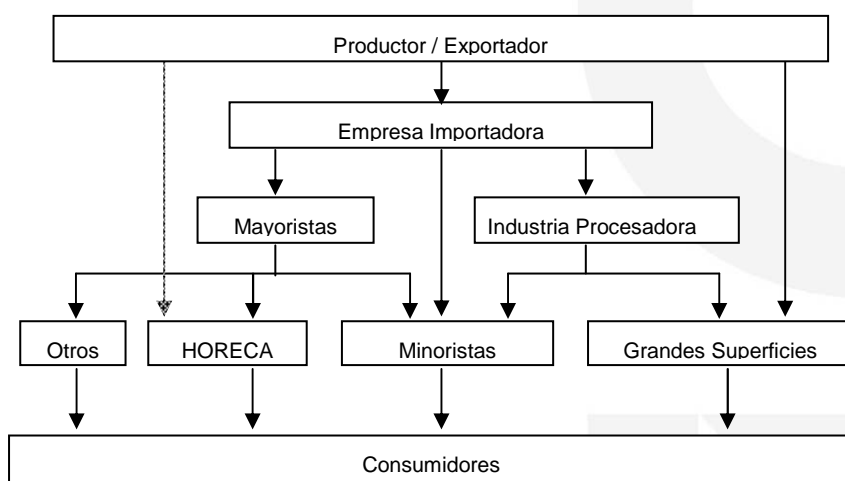 Productor / Exportador
Empresa Importadora
Mayoristas
Industria Procesadora
Otros
HORECA
Minoristas
Grandes Superficies
Consumidores